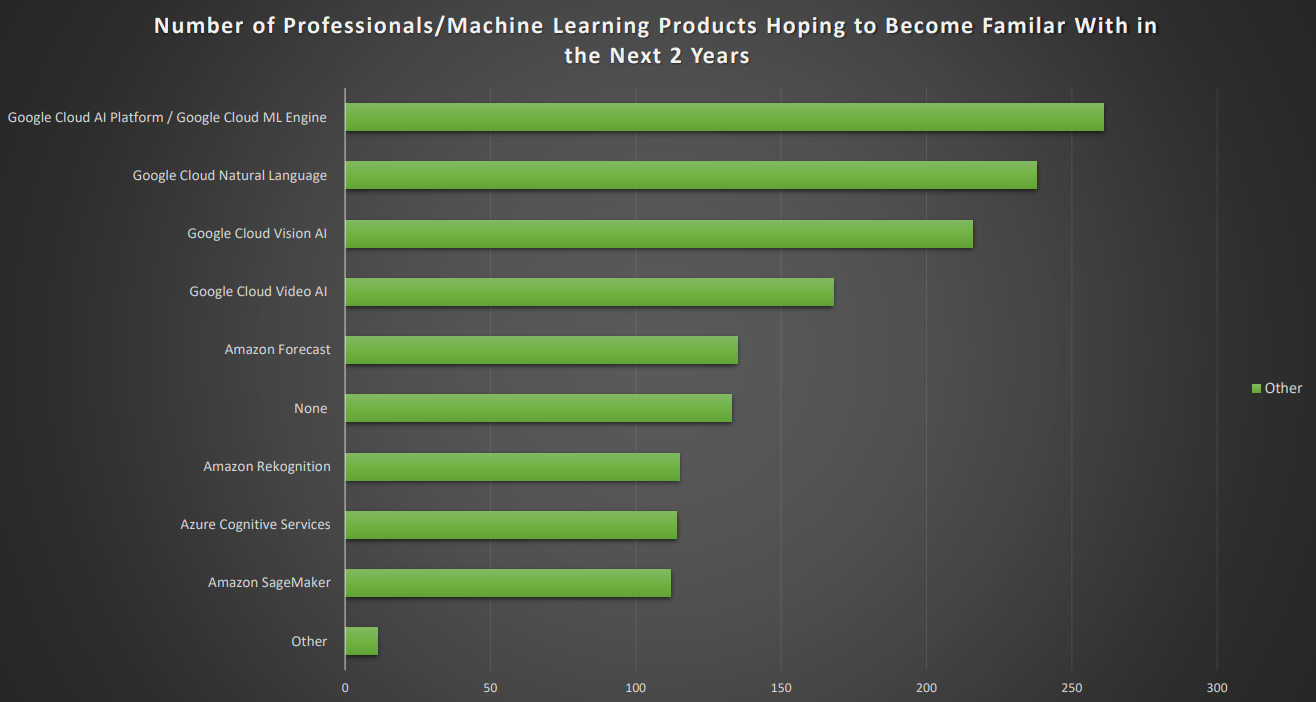 Number of Professionals/Machine Learning Products Hoping to Become Familar With in
the Next 2 Years
Google Cloud AI Platform / Google Cloud ML Engine
Google Cloud Natural Language
Google Cloud Vision AI
Google Cloud Video AI
Amazon Forecast
None
Amazon Rekognition
Azure Cognitive Services
Amazon SageMaker
Other
Other
0 50 100 150 200 250 300